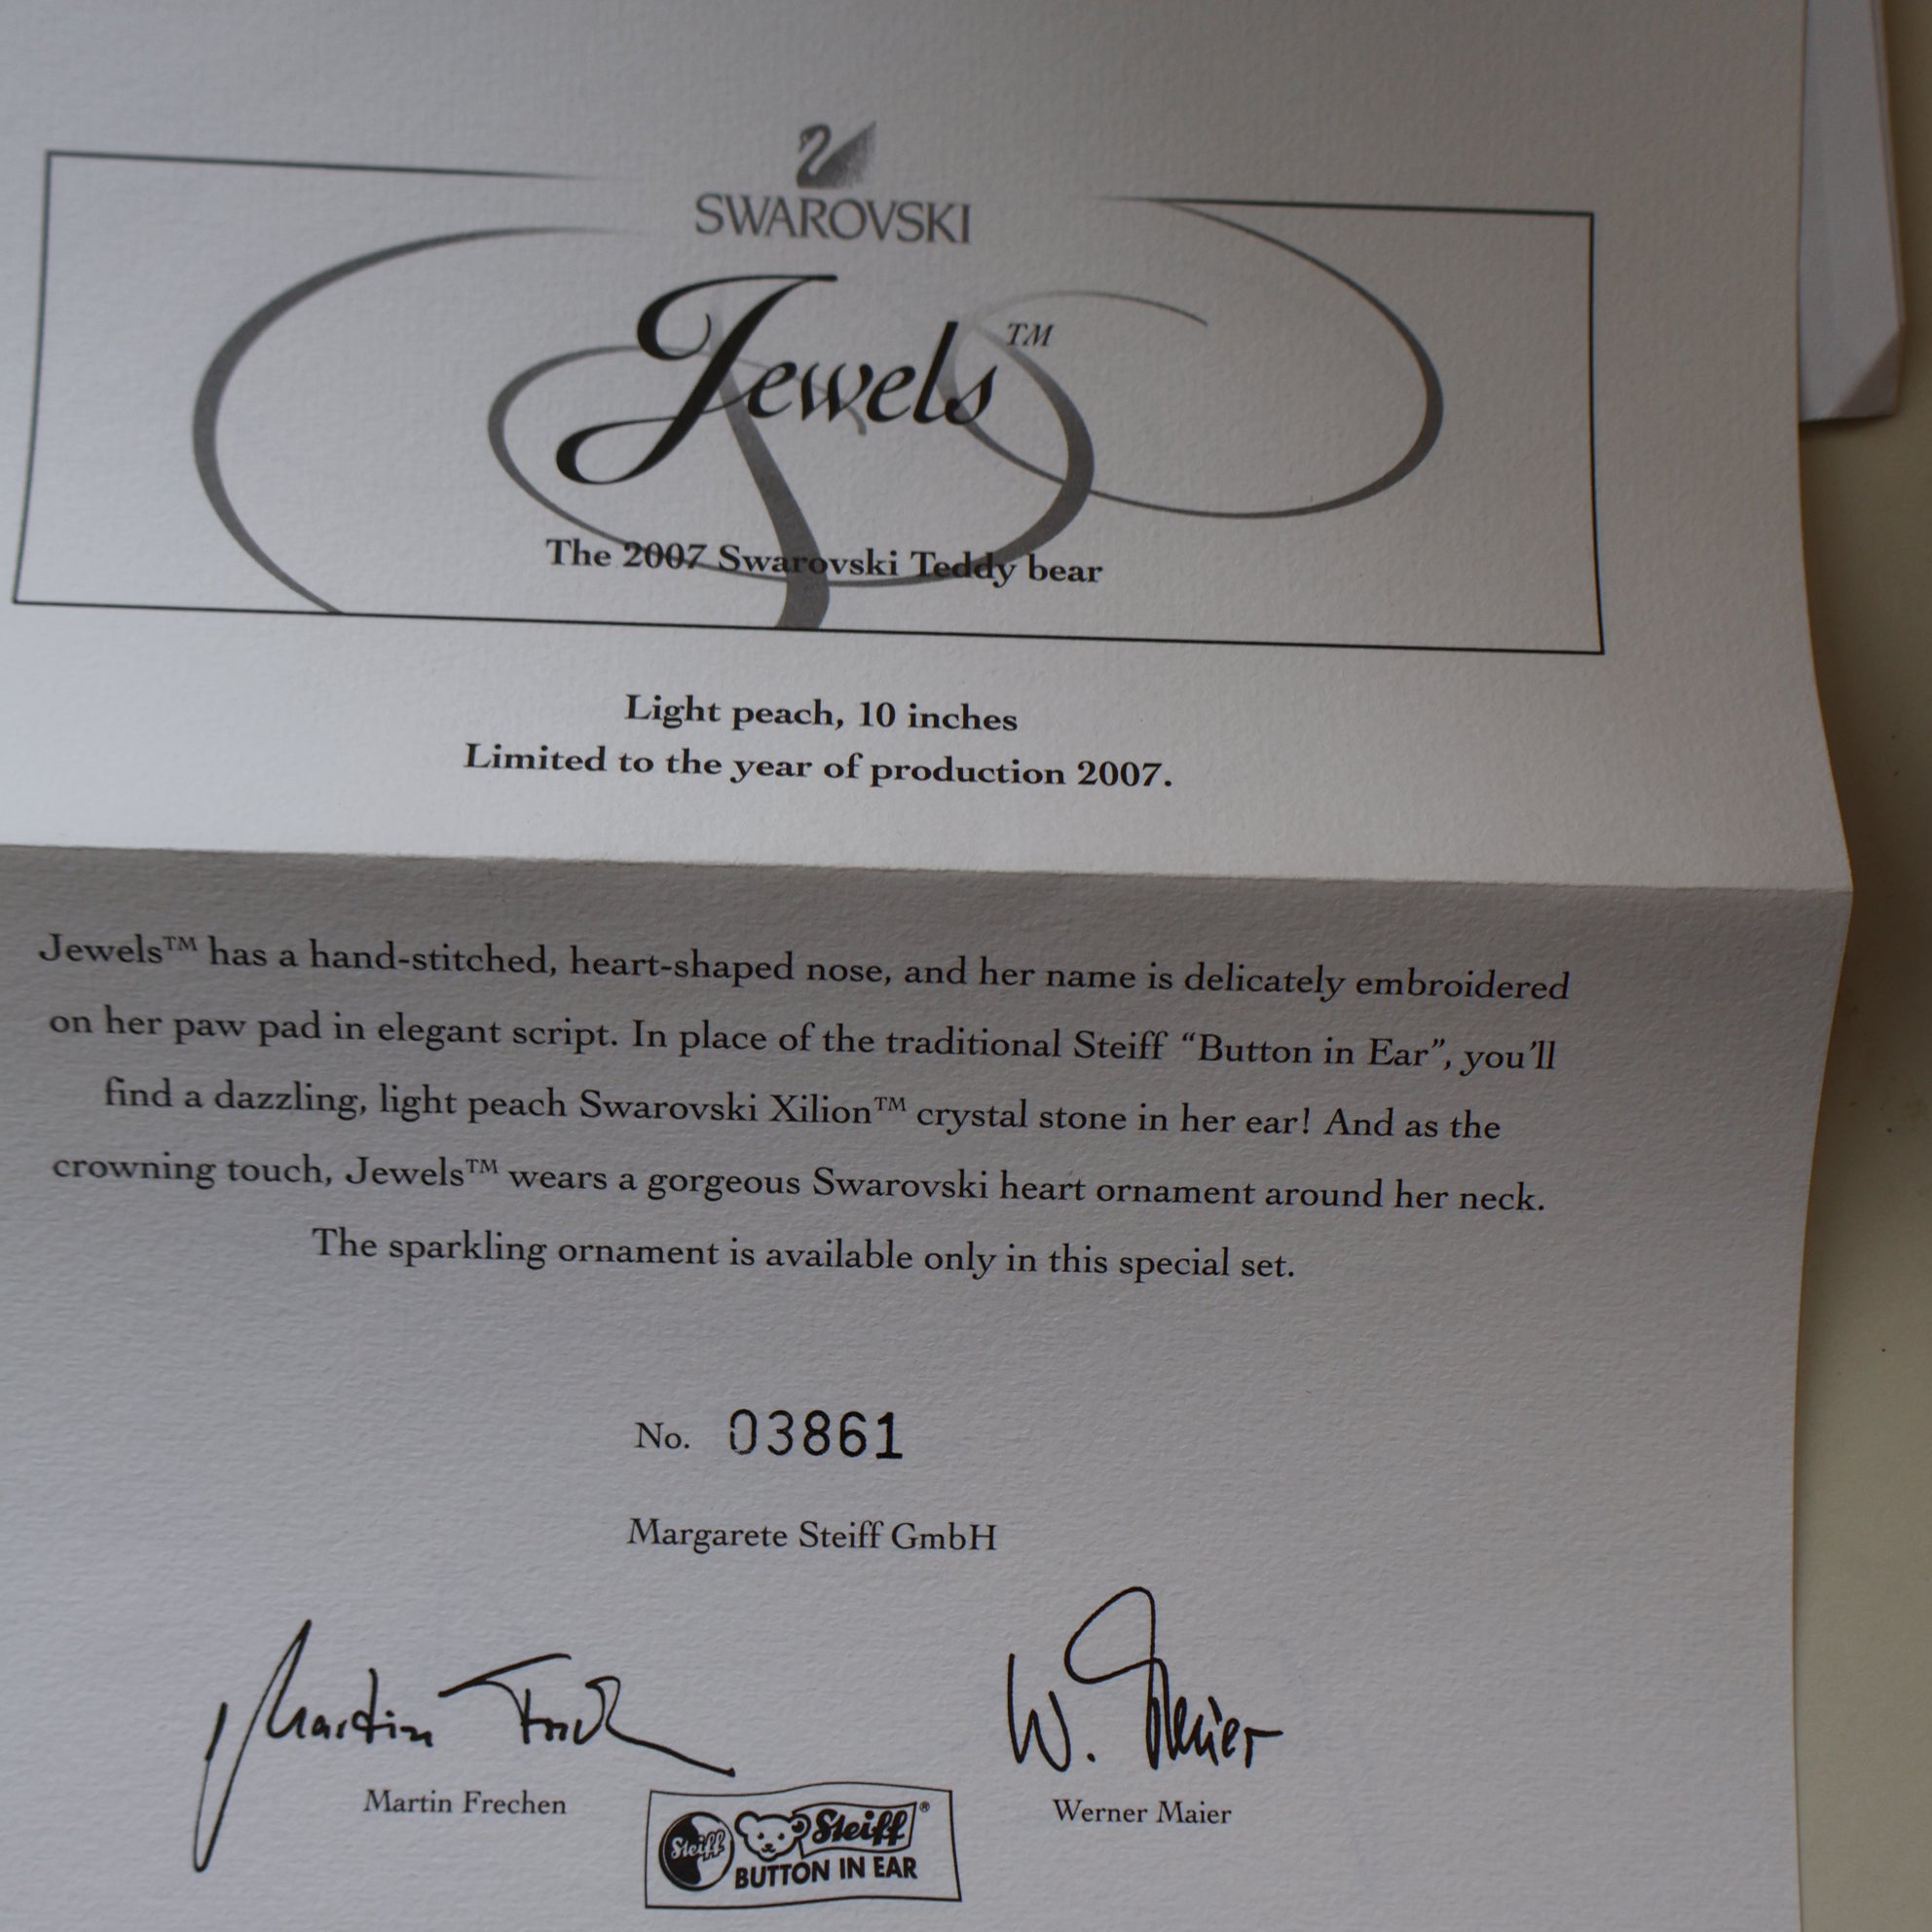 SWAROVSKI
Jewels™
The 2007 Swarovski Teddy bear
Light peach, 10 inches
Limited to the year of production 2007.
Jewels™ has a hand-stitched, heart-shaped nose, and her name is delicately embroidered
on her paw pad in elegant script. In place of the traditional Steiff “Button in Ear”, you’ll
find a dazzling, light peach Swarovski Xilion™ crystal stone in her ear! And as the
crowning touch, Jewels™ wears a gorgeous Swarovski heart ornament around her neck.
The sparkling ornament is available only in this special set.
No. 03861
Margarete Steiff GmbH
Martin Frech
W. Maier
Martin Frechen
Werner Maier
Steiff
Steiff®
BUTTON IN EAR